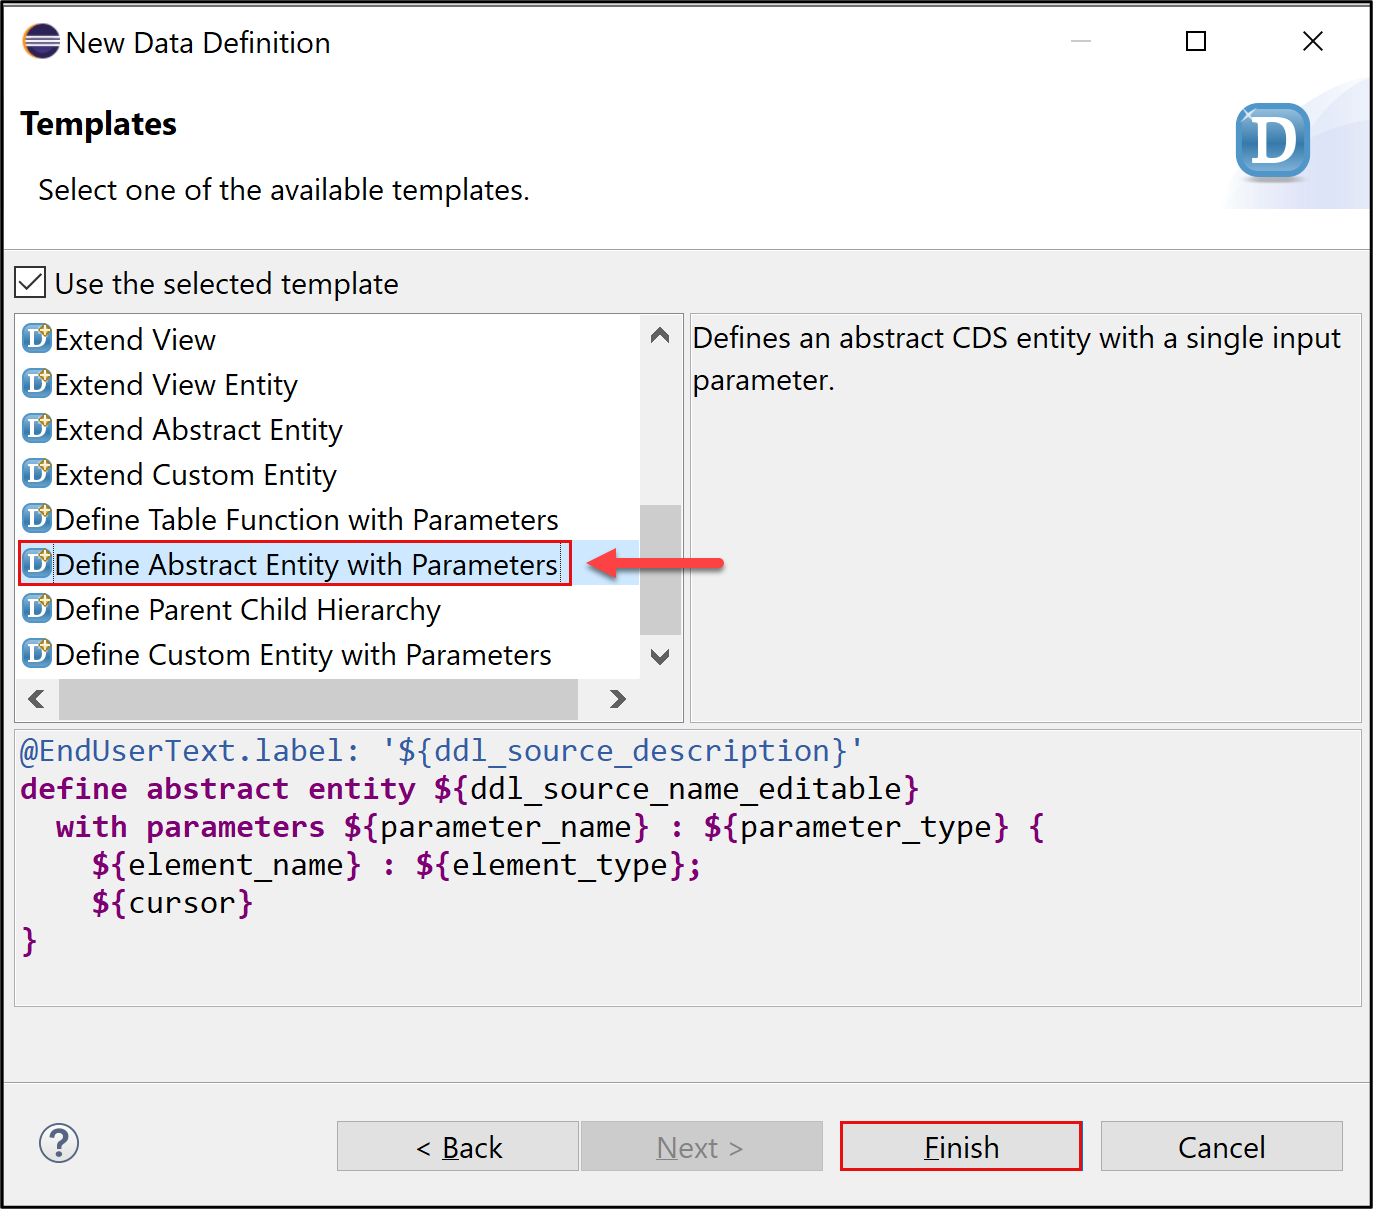 New Data Definition
Templates
D
Select one of the available templates.
Use the selected template
Extend View
Extend View Entity
Extend Abstract Entity
Extend Custom Entity
Define Table Function with Parameters
Define Abstract Entity with Parameters
Define Parent Child Hierarchy
Define Custom Entity with Parameters
Defines an abstract CDS entity with a single input
parameter.
@EndUserText.label: '${ddl_source_description}'
define abstract entity ${ddl_source_name_editable}
  with parameters ${parameter_name} : ${parameter_type} {
    ${element_name} : ${element_type};
    ${cursor}
}
?
< Back
Next >
Finish
Cancel